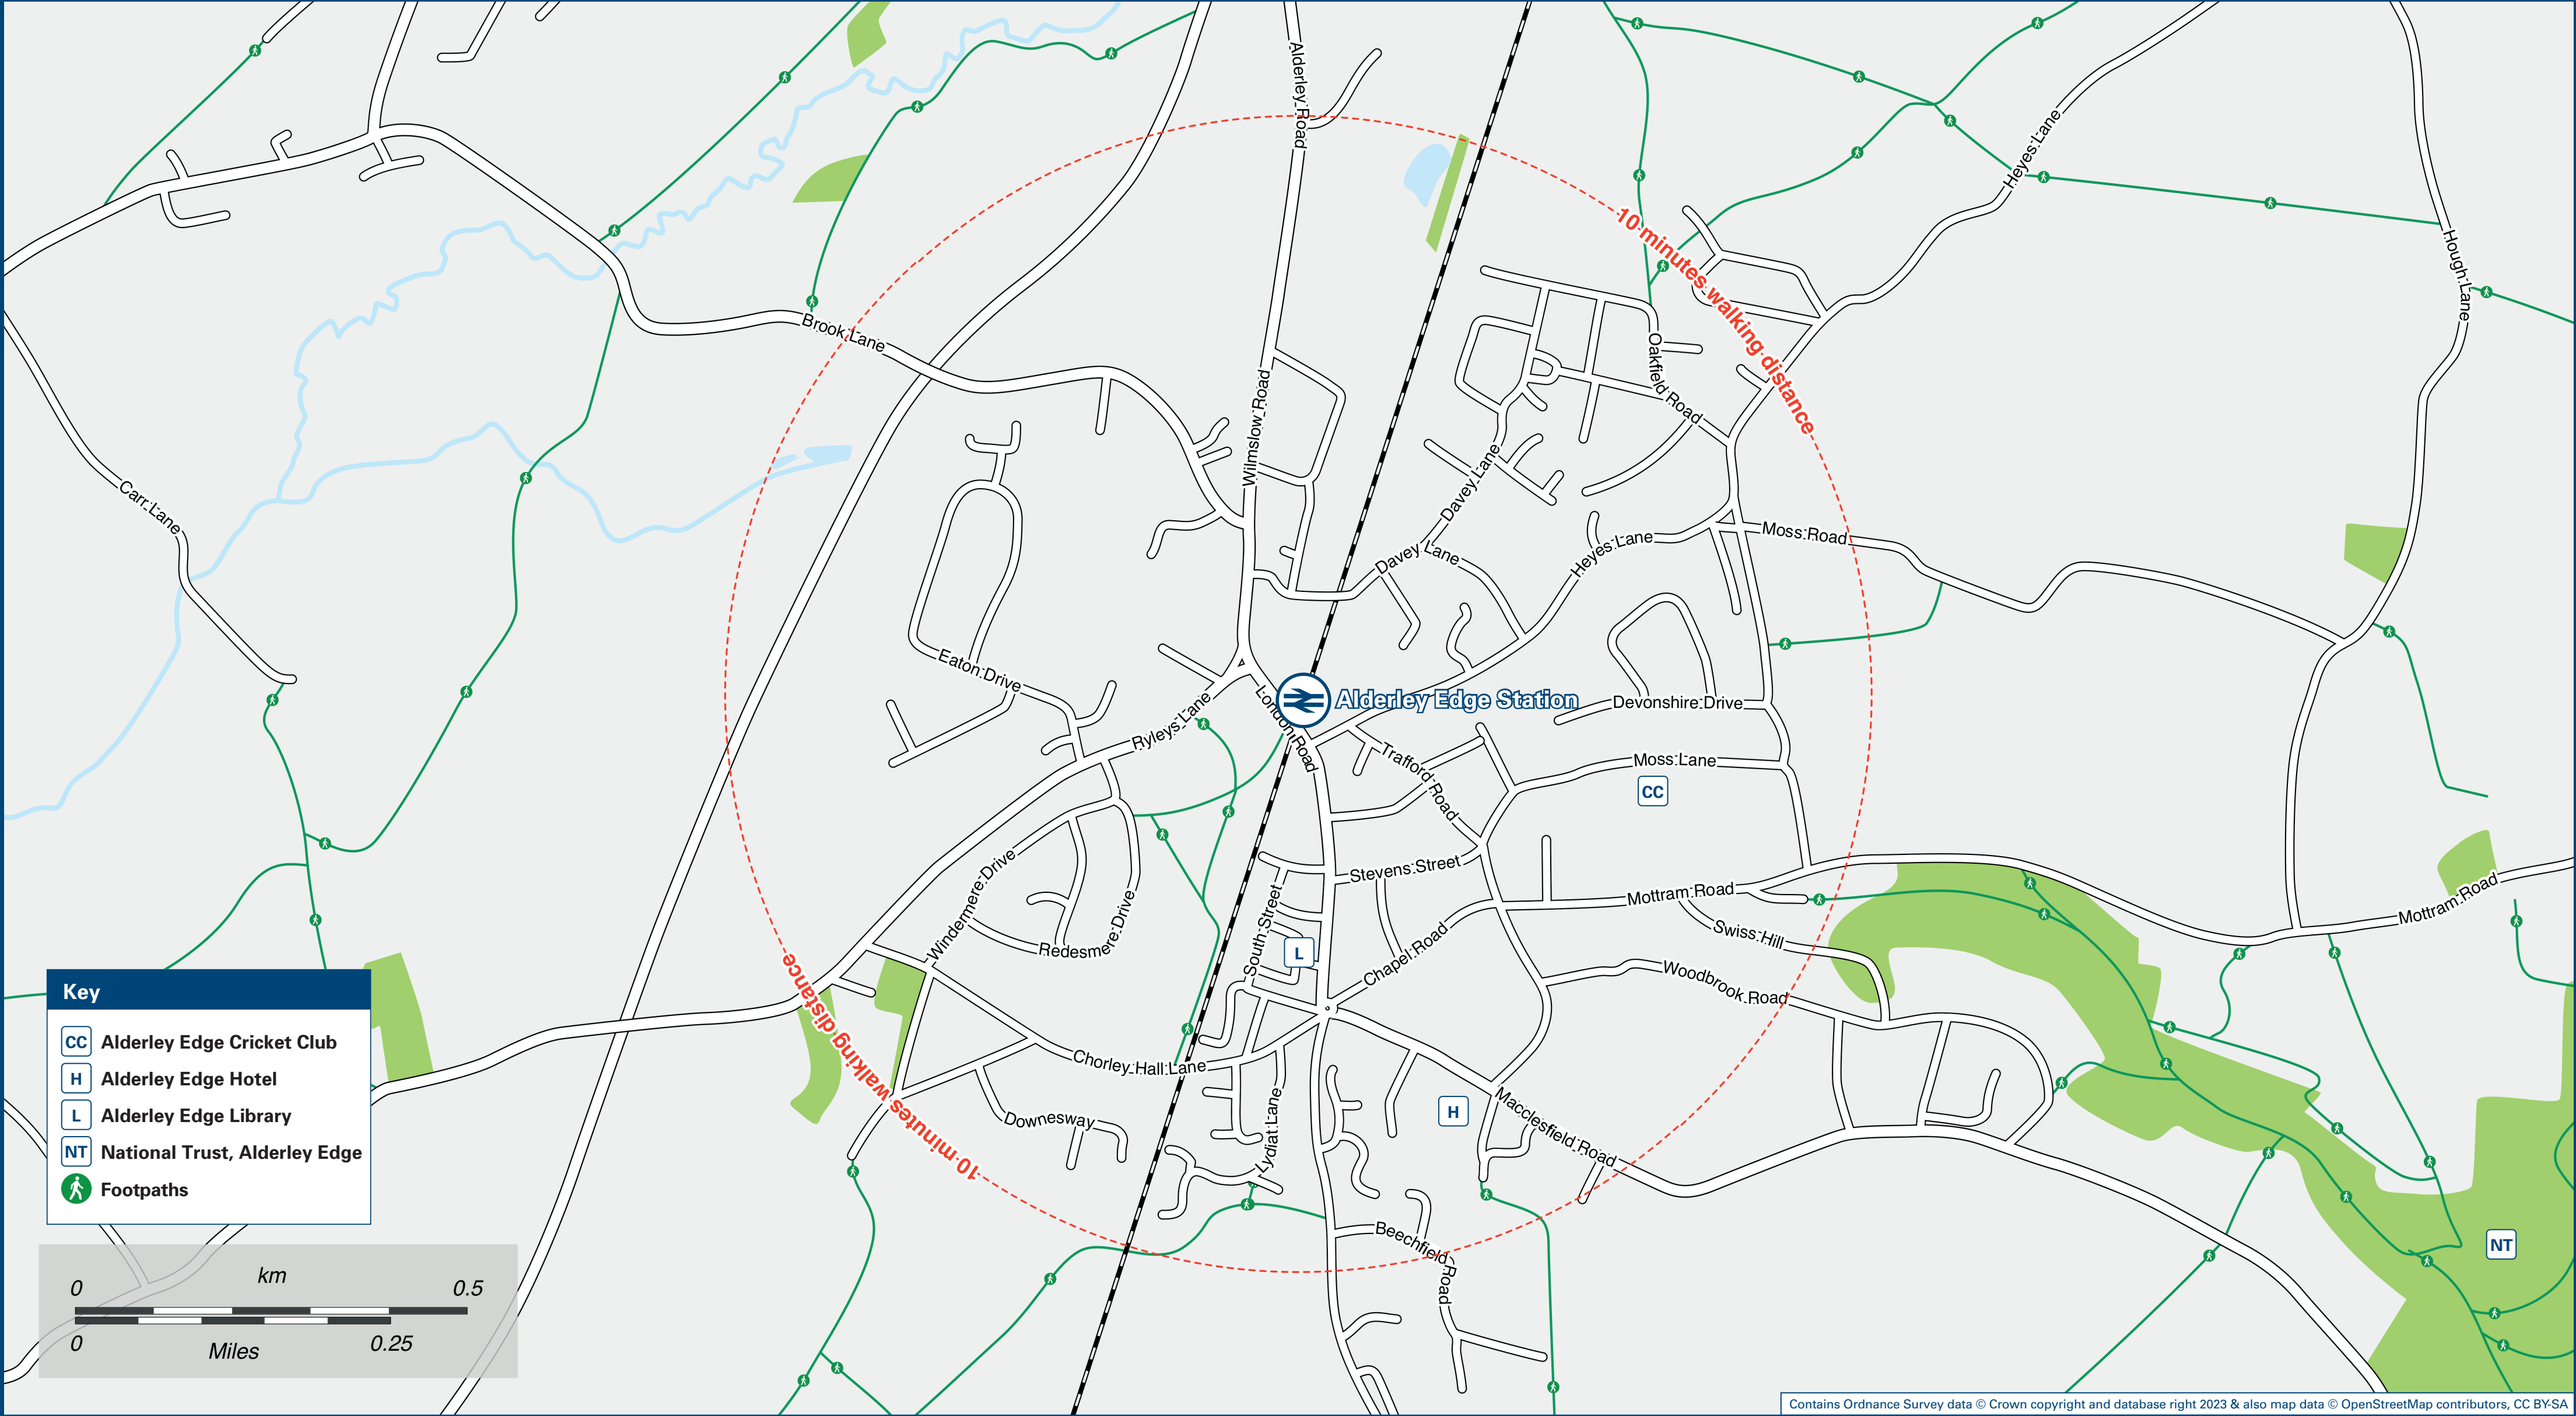 Alderley Road
Heyes Lane
Hough Lane
10 minutes walking distance
Brook Lane
Oakfield Road
Wilmslow Road
Davey Lane
Carr Lane
Davey Lane
Heyes Lane
Moss Road
Eaton Drive
Ryleys Lane
London Road
Alderley Edge Station
Devonshire Drive
Trafford Road
Moss Lane
CC
Stevens Street
Windermere Drive
Redesmere Drive
South Street
L
Chapel Road
Mottram Road
Swiss Hill
Mottram Road
Woodbrook Road
10 minutes walking distance
Chorley Hall Lane
Downesway
Lydiat Lane
H
Macclesfield Road
Beechfield Road
NT
Key
CC Alderley Edge Cricket Club
H Alderley Edge Hotel
L Alderley Edge Library
NT National Trust, Alderley Edge
Footpaths
km
0 0.5
0 0.25
Miles
Contains Ordnance Survey data © Crown copyright and database right 2023 & also map data © OpenStreetMap contributors, CC BY-SA